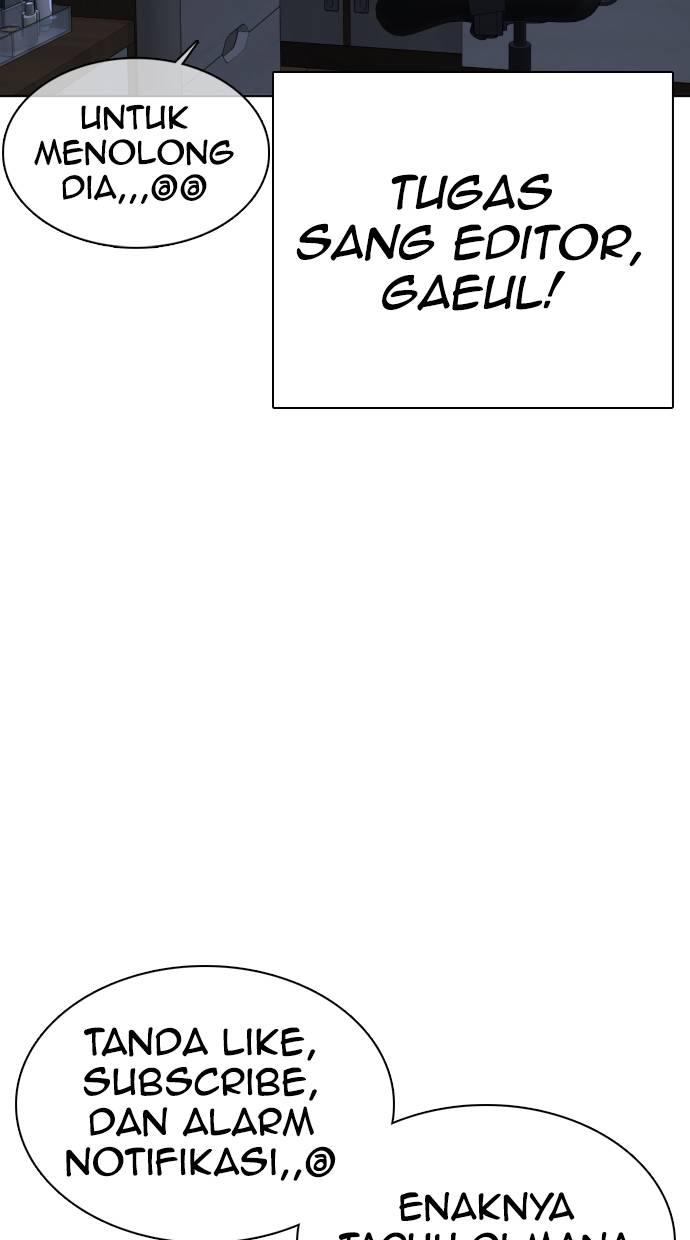 UNTUK
MENOLONG
DIA,,,@@
TUGAS
SANG EDITOR,
GAEUL!
TANDA LIKE,
SUBSCRIBE,
DAN ALARM
NOTIFIKASI,,@
ENAKNYA